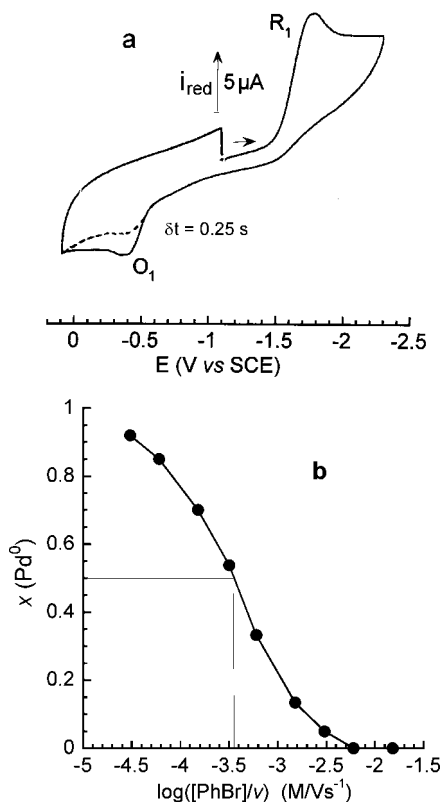 a
R₁
i_red 5 µA
δt = 0.25 s
O₁
0 -0.5 -1 -1.5 -2 -2.5
E (V vs SCE)
b
1
0.8
0.6
0.4
0.2
0
x (Pd⁰)
-5 -4.5 -4 -3.5 -3 -2.5 -2 -1.5
log([PhBr]/v) (M/Vs⁻¹)